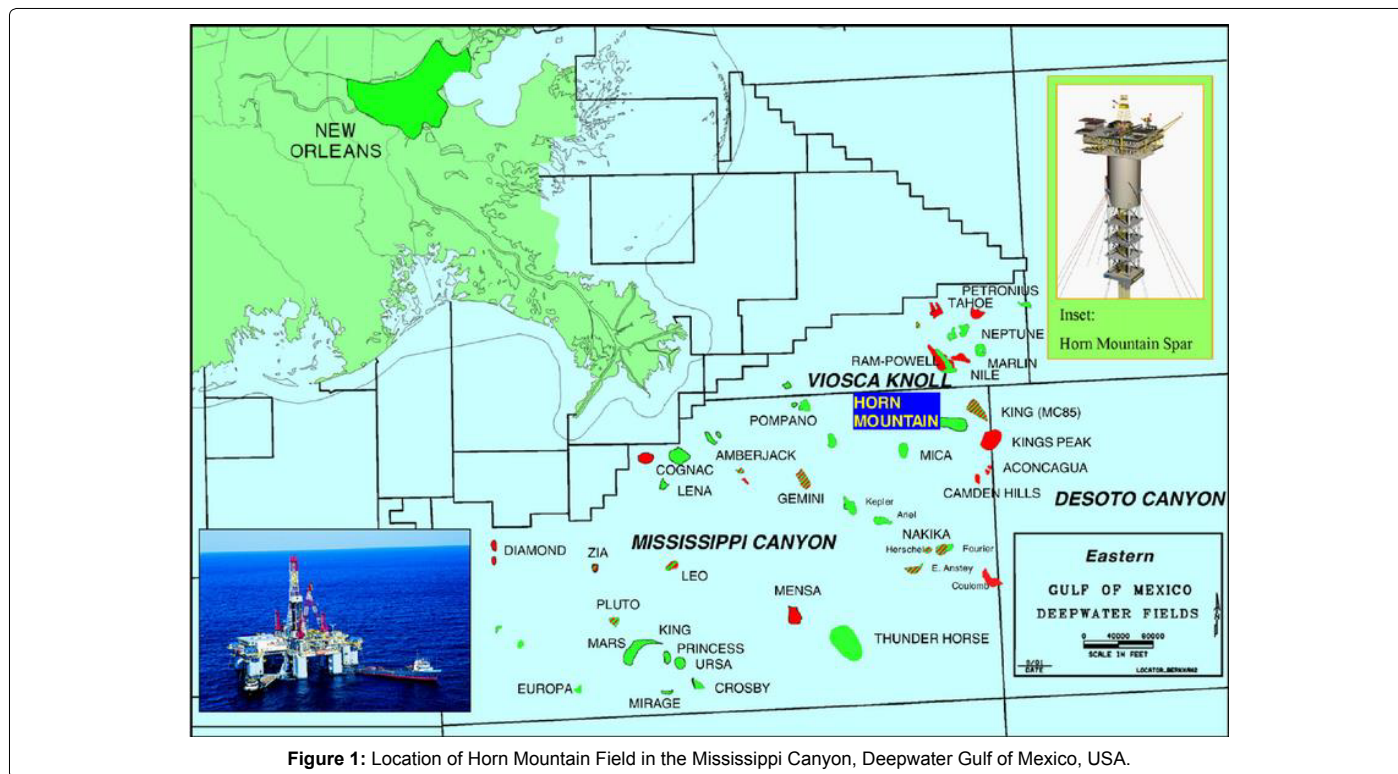 NEW
ORLEANS
PETRONIUS
TAHOE
Inset:
Horn Mountain Spar
NEPTUNE
RAM-POWELL
MARLIN
NILE
VIOSCA KNOLL
HORN
MOUNTAIN
KING (MC85)
POMPANO
KINGS PEAK
AMBERJACK
MICA
COGNAC
ACONCAGUA
LENA
GEMINI
CAMDEN HILLS
DESOTO CANYON
Kepler
Ariel
MISSISSIPPI CANYON
NAKIKA
DIAMOND
ZIA
Herschel
Fourier
LEO
E. Anstey
Coulomb
Eastern
GULF OF MEXICO
DEEPWATER FIELDS
0 40000 80000
SCALE IN FEET
DATE
MENSA
PLUTO
KING
MARS
PRINCESS
URSA
THUNDER HORSE
EUROPA
CROSBY
MIRAGE
Figure 1: Location of Horn Mountain Field in the Mississippi Canyon, Deepwater Gulf of Mexico, USA.